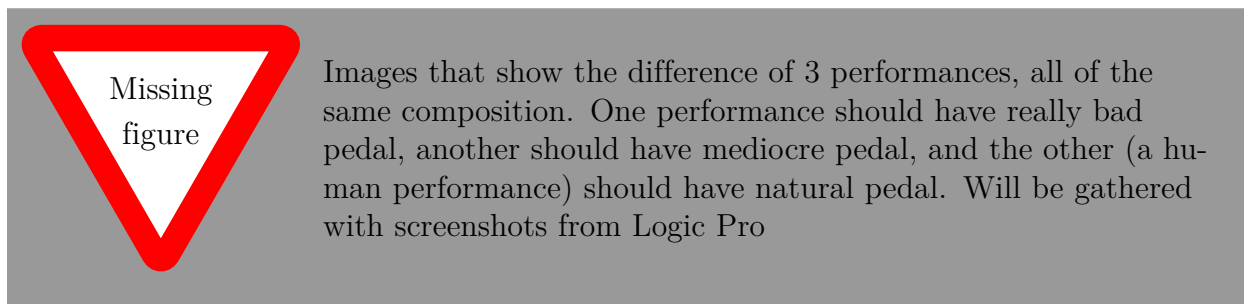 Missing
figure
Images that show the difference of 3 performances, all of the
same composition. One performance should have really bad
pedal, another should have mediocre pedal, and the other (a hu-
man performance) should have natural pedal. Will be gathered
with screenshots from Logic Pro